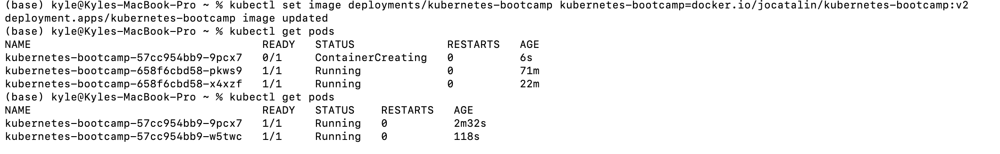 (base) kyle@Kyles-MacBook-Pro ~ % kubectl set image deployments/kubernetes-bootcamp kubernetes-bootcamp=docker.io/jocatalin/kubernetes-bootcamp:v2
deployment.apps/kubernetes-bootcamp image updated
(base) kyle@Kyles-MacBook-Pro ~ % kubectl get pods
NAME                                   READY   STATUS              RESTARTS   AGE
kubernetes-bootcamp-57cc954bb9-9pcx7   0/1     ContainerCreating   0          6s
kubernetes-bootcamp-658f6cbd58-pkws9   1/1     Running             0          71m
kubernetes-bootcamp-658f6cbd58-x4xzf   1/1     Running             0          22m
(base) kyle@Kyles-MacBook-Pro ~ % kubectl get pods
NAME                                   READY   STATUS    RESTARTS   AGE
kubernetes-bootcamp-57cc954bb9-9pcx7   1/1     Running   0          2m32s
kubernetes-bootcamp-57cc954bb9-w5twc   1/1     Running   0          118s